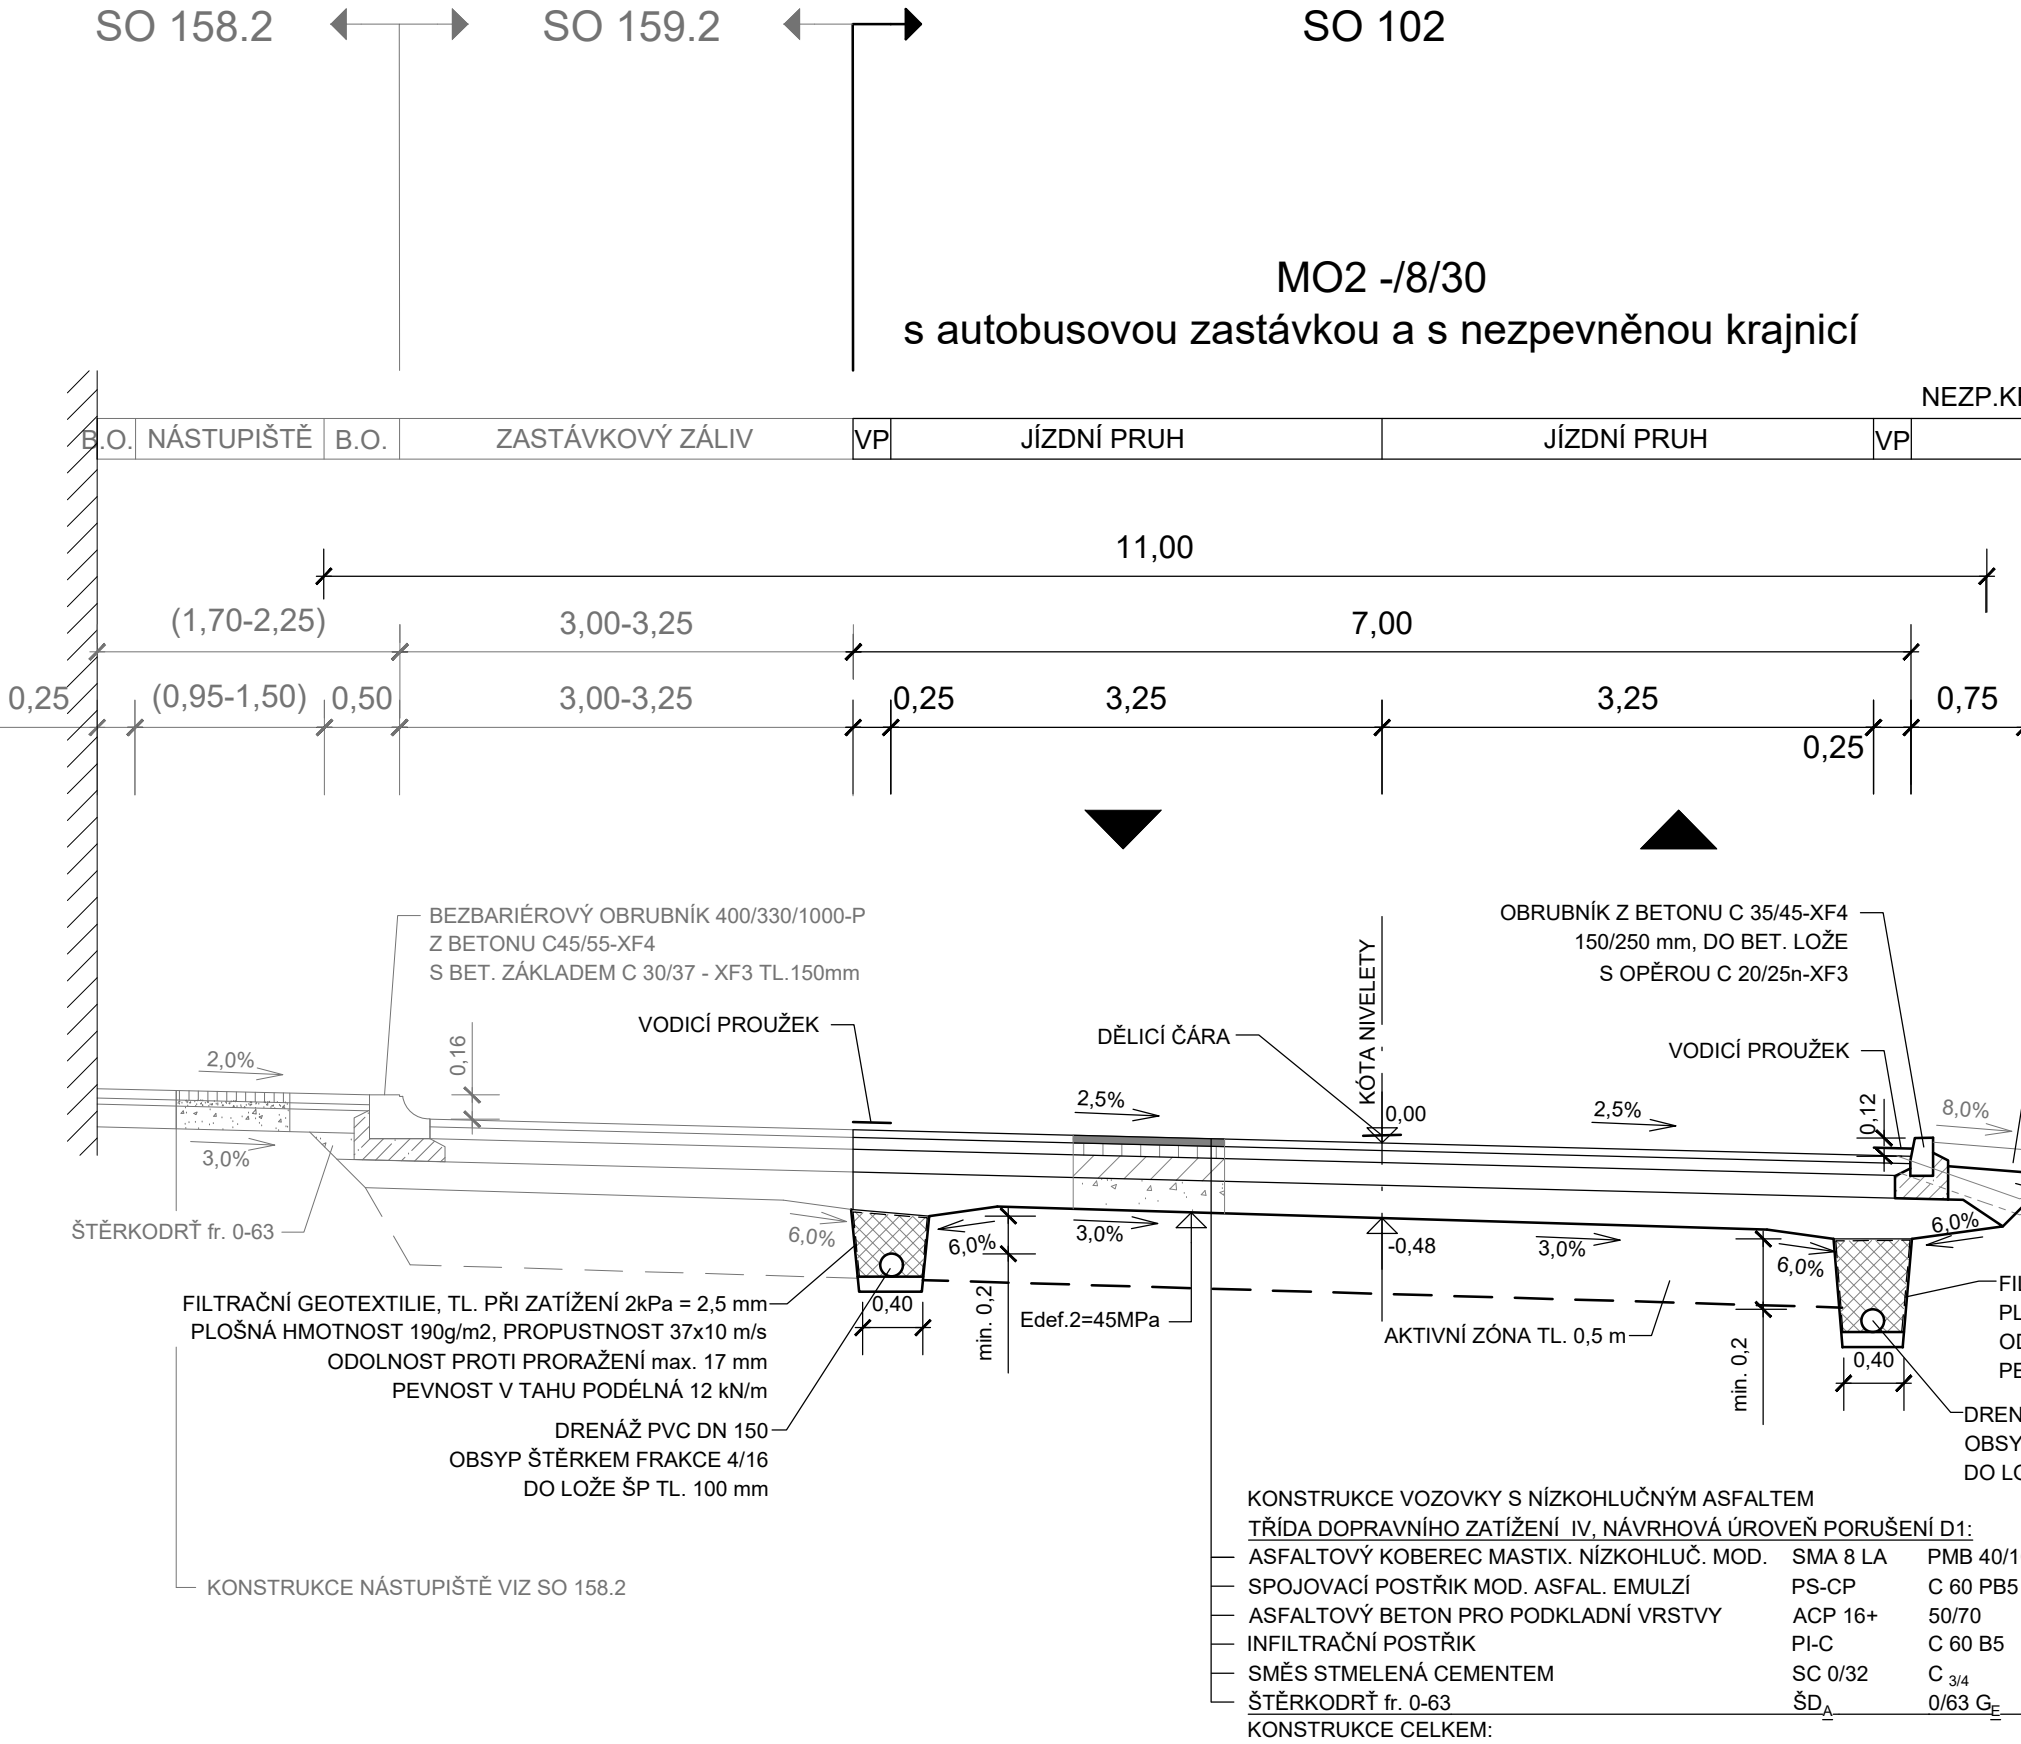 SO 158.2
SO 159.2
SO 102
MO2 -/8/30
s autobusovou zastávkou a s nezpevněnou krajnicí
NEZP.
B.O.
NÁSTUPIŠTĚ
B.O.
ZASTÁVKOVÝ ZÁLIV
VP
JÍZDNÍ PRUH
JÍZDNÍ PRUH
VP
11,00
(1,70-2,25)
3,00-3,25
7,00
0,25
(0,95-1,50)
0,50
3,00-3,25
0,25
3,25
3,25
0,25
0,75
BEZBARIÉROVÝ OBRUBNÍK 400/330/1000-P
Z BETONU C45/55-XF4
S BET. ZÁKLADEM C 30/37 - XF3 TL.150mm
OBRUBNÍK Z BETONU C 35/45-XF4
150/250 mm, DO BET. LOŽE
S OPĚROU C 20/25n-XF3
VODICÍ PROUŽEK
DĚLICÍ ČÁRA
KÓTA NIVELETY
VODICÍ PROUŽEK
2,0%
0,16
2,5%
0,00
2,5%
0,12
8,0%
3,0%
ŠTĚRKODRŤ fr. 0-63
6,0%
6,0%
3,0%
-0,48
3,0%
6,0%
6,0%
FILTRAČNÍ GEOTEXTILIE, TL. PŘI ZATÍŽENÍ 2kPa = 2,5 mm
PLOŠNÁ HMOTNOST 190g/m2, PROPUSTNOST 37x10 m/s
ODOLNOST PROTI PRORAŽENÍ max. 17 mm
PEVNOST V TAHU PODÉLNÁ 12 kN/m
0,40
min. 0,2
Edef.2=45MPa
AKTIVNÍ ZÓNA TL. 0,5 m
min. 0,2
0,40
DRENÁŽ PVC DN 150
OBSYP ŠTĚRKEM FRAKCE 4/16
DO LOŽE ŠP TL. 100 mm
DREN
OBSY
DO
KONSTRUKCE NÁSTUPIŠTĚ VIZ SO 158.2
KONSTRUKCE VOZOVKY S NÍZKOHLUČNÝM ASFALTEM
TŘÍDA DOPRAVNÍHO ZATÍŽENÍ IV, NÁVRHOVÁ ÚROVEŇ PORUŠENÍ D1:
ASFALTOVÝ KOBEREC MASTIX. NÍZKOHLUČ. MOD. SMA 8 LA PMB 40/1
SPOJOVACÍ POSTŘIK MOD. ASFAL. EMULZÍ PS-CP C 60 PB5
ASFALTOVÝ BETON PRO PODKLADNÍ VRSTVY ACP 16+ 50/70
INFILTRAČNÍ POSTŘIK PI-C C 60 B5
SMĚS STMELENÁ CEMENTEM SC 0/32 C 3/4
ŠTĚRKODRŤ fr. 0-63 ŠDA 0/63 GE
KONSTRUKCE CELKEM: